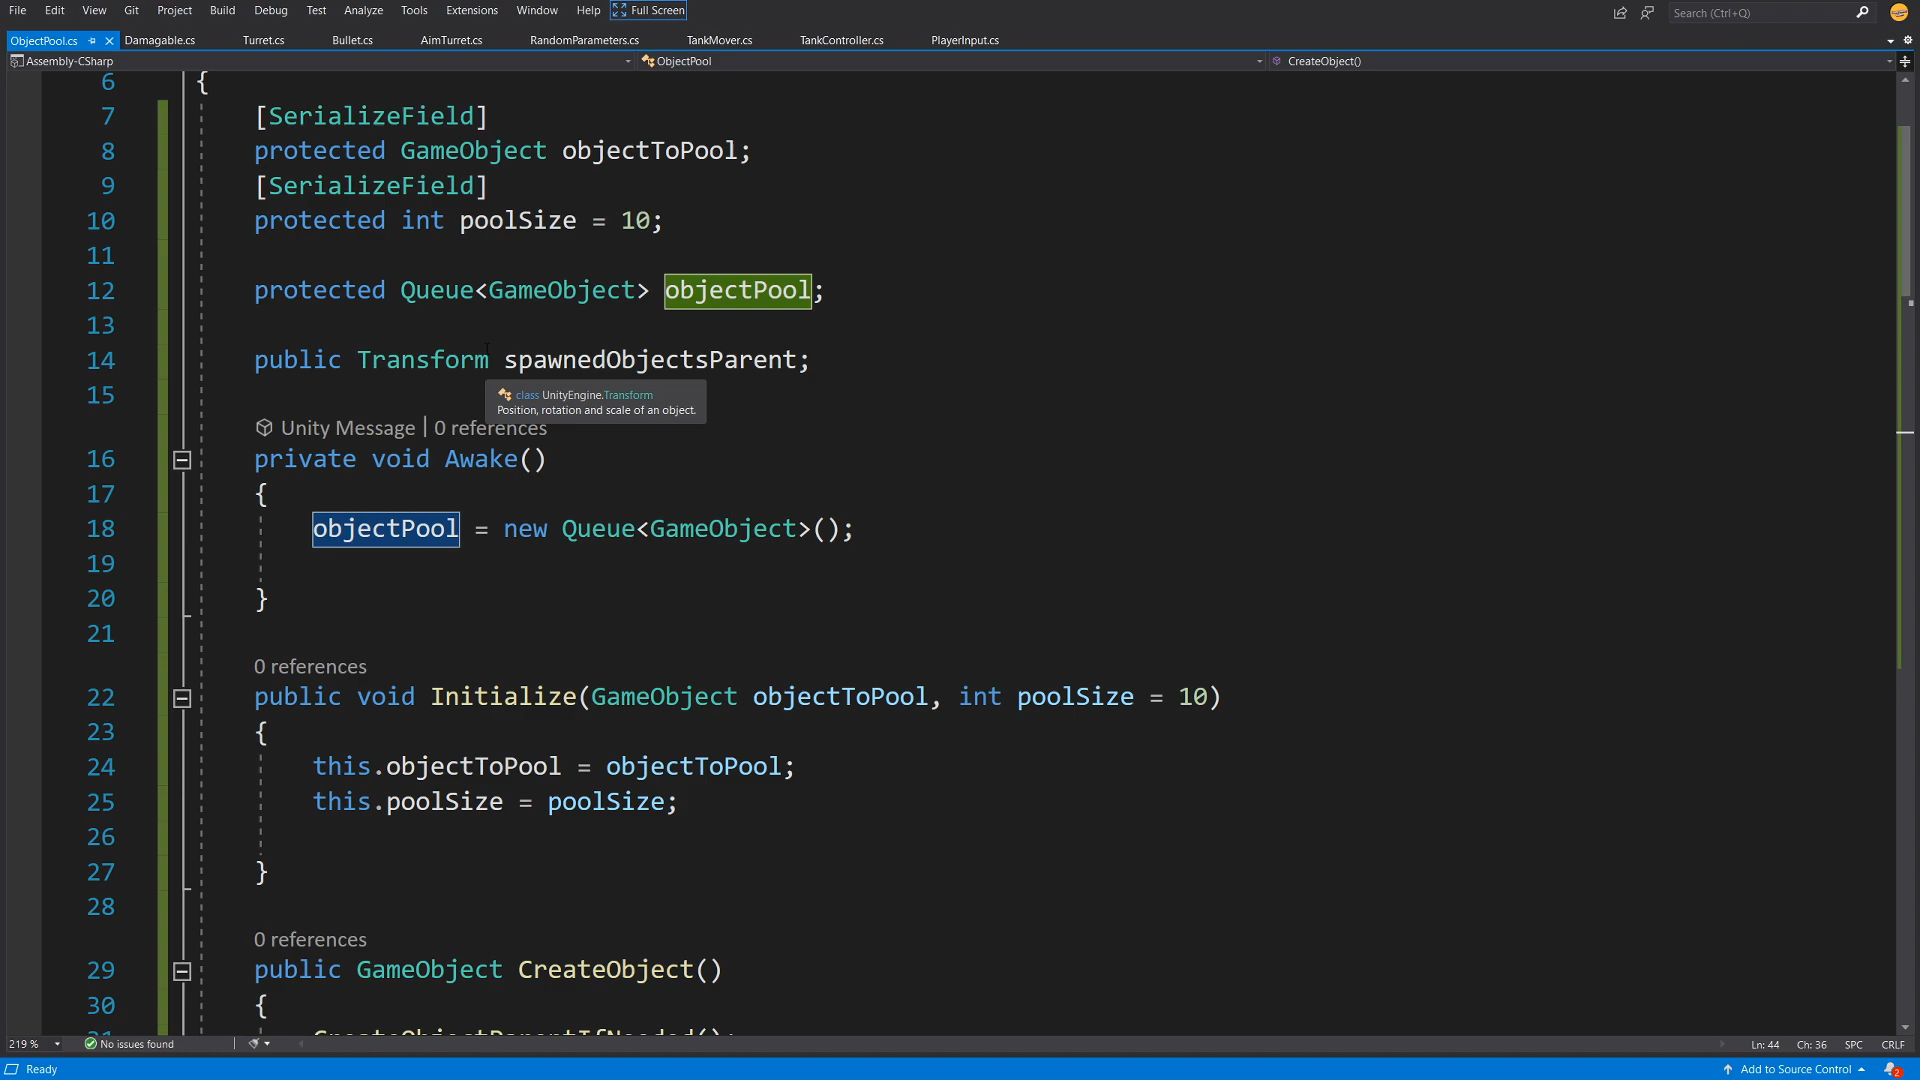 File Edit View Git Project Build Debug Test Analyze Tools Extensions Window Help Full Screen Search (Ctrl+Q)
ObjectPool.cs Damagable.cs Turret.cs Bullet.cs AimTurret.cs RandomParameters.cs TankMover.cs TankController.cs PlayerInput.cs
Assembly-CSharp ObjectPool CreateObject()
6 {
7 [SerializeField]
8 protected GameObject objectToPool;
9 [SerializeField]
10 protected int poolSize = 10;
11
12 protected Queue<GameObject> objectPool;
13
14 public Transform spawnedObjectsParent;
15
class UnityEngine.Transform
Position, rotation and scale of an object.
Unity Message | 0 references
16 private void Awake()
17 {
18 objectPool = new Queue<GameObject>();
19
20 }
21
0 references
22 public void Initialize(GameObject objectToPool, int poolSize = 10)
23 {
24 this.objectToPool = objectToPool;
25 this.poolSize = poolSize;
26
27 }
28
0 references
29 public GameObject CreateObject()
30 {
31 CreateObjectParentIfNeeded();
219 % No issues found Ln: 44 Ch: 36 SPC CRLF
Ready Add to Source Control 2